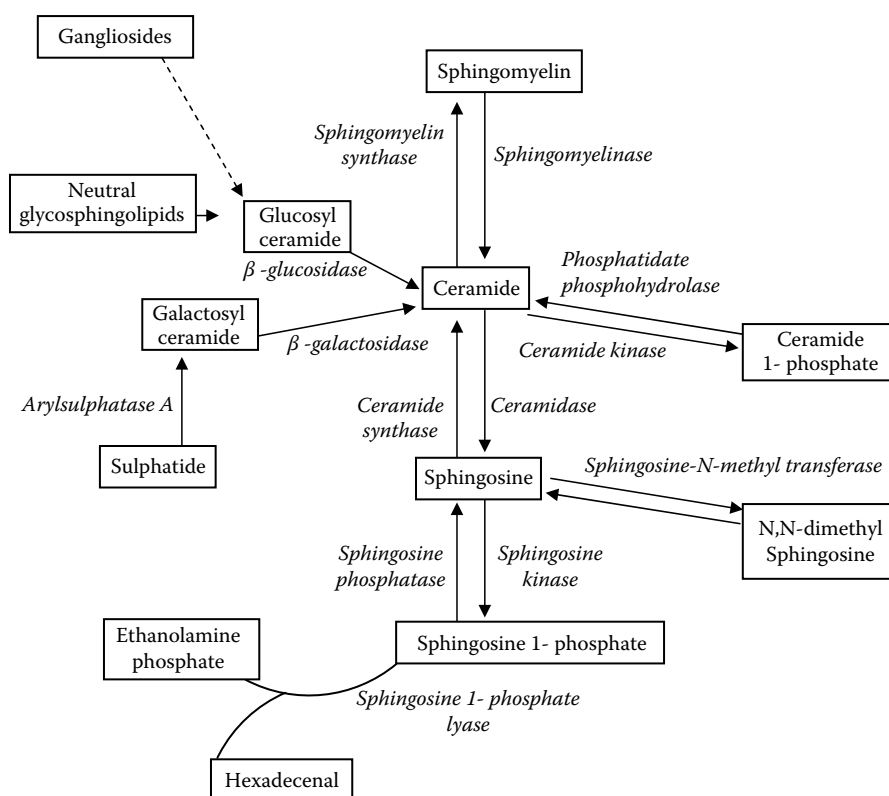 Gangliosides
Sphingomyelin
Sphingomyelin
synthase
Sphingomyelinase
Neutral
glycosphingolipids
Glucosyl
ceramide
β -glucosidase
Phosphatidate
phosphohydrolase
Ceramide
Galactosyl
ceramide
β -galactosidase
Ceramide kinase
Ceramide
1- phosphate
Arylsulphatase A
Ceramide
synthase
Ceramidase
Sulphatide
Sphingosine
Sphingosine-N-methyl transferase
N,N-dimethyl
Sphingosine
Sphingosine
phosphatase
Sphingosine
kinase
Ethanolamine
phosphate
Sphingosine 1- phosphate
Sphingosine 1- phosphate
lyase
Hexadecenal